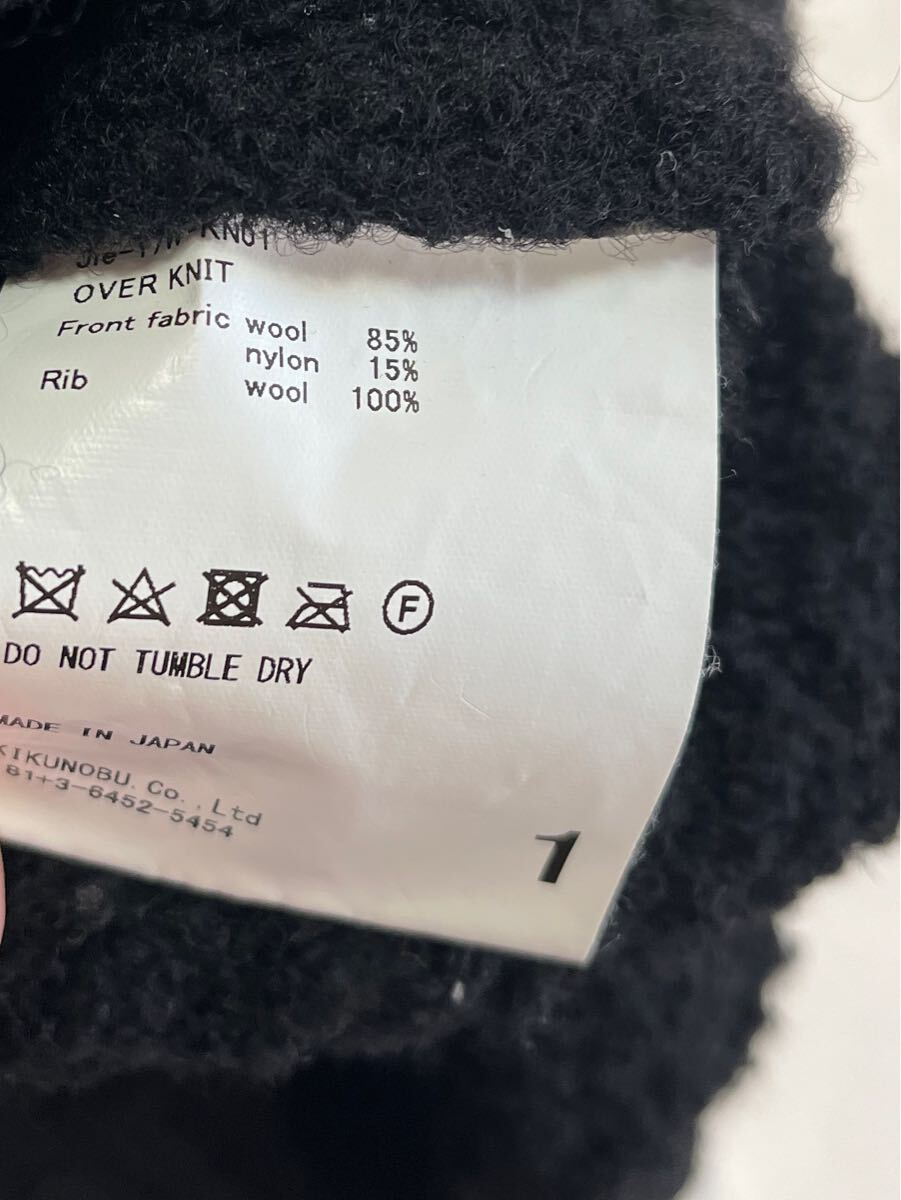 OVER KNIT
Front fabric wool 85%
nylon 15%
Rib wool 100%
F
DO NOT TUMBLE DRY
MADE IN JAPAN
KIKUNOBU. Co., Ltd
81+3-6452-5454
1